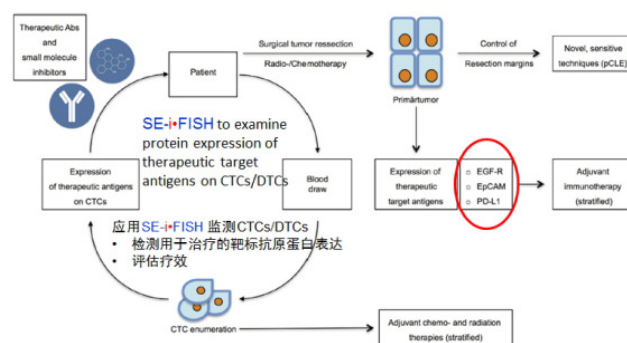 Therapeutic Abs
and
small molecule
inhibitors
Patient
Surgical tumor ressection
Radio-/Chemotherapy
Primärtumor
Control of
Resection margins
Novel, sensitive
techniques (pCLE)
SE-i•FISH to examine
protein expression of
therapeutic target
antigens on CTCs/DTCs
Expression
of therapeutic antigens
on CTCs
Blood
draw
Expression of
therapeutic
target antigens
o EGF-R
o EpCAM
o PD-L1
Adjuvant
immunotherapy
(stratified)
应用SE-i•FISH 监测CTCs/DTCs
• 检测用于治疗的靶标抗原蛋白表达
• 评估疗效
CTC enumeration
Adjuvant chemo- and radiation
therapies (stratified)